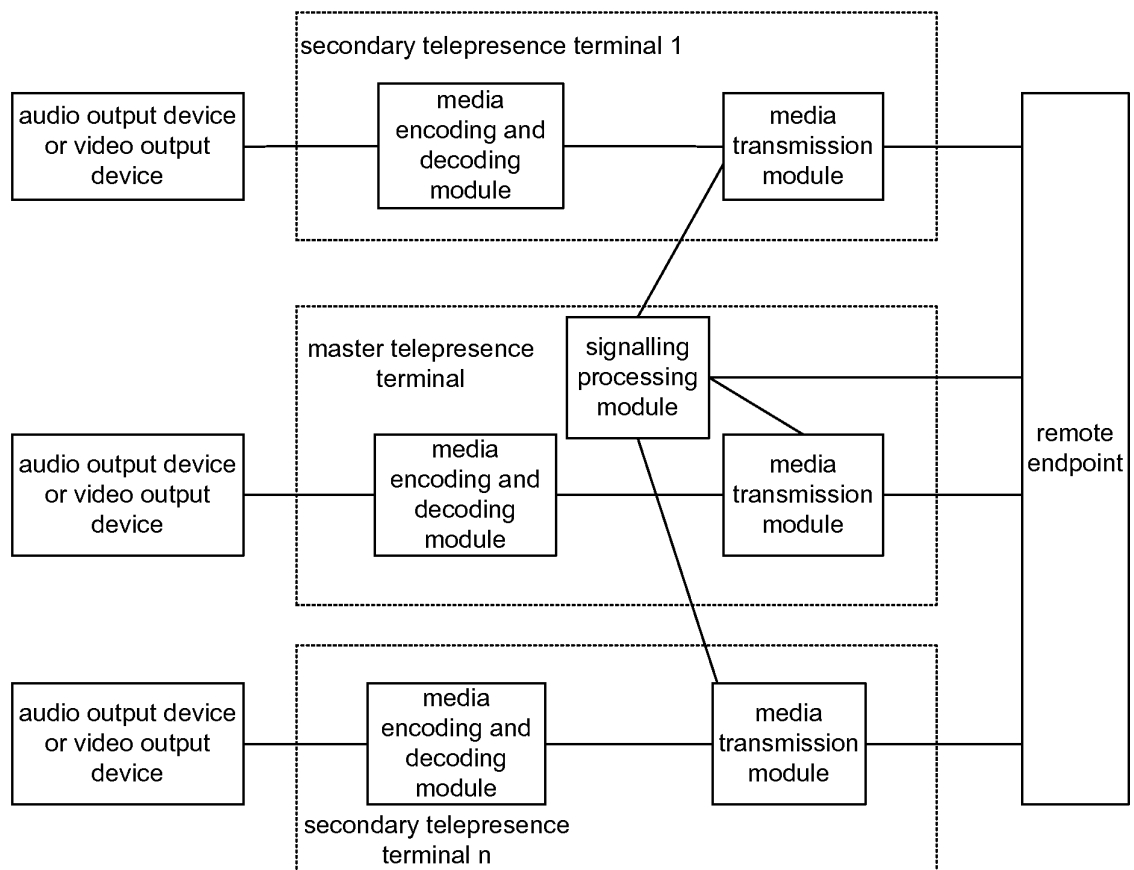 secondary telepresence terminal 1
audio output device
or video output
device
media
encoding and
decoding
module
media
transmission
module
master telepresence
terminal
signalling
processing
module
audio output device
or video output
device
media
encoding and
decoding
module
media
transmission
module
remote
endpoint
audio output device
or video output
device
media
encoding and
decoding
module
media
transmission
module
secondary telepresence
terminal n